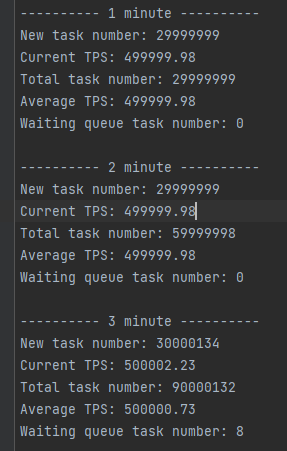 ---------- 1 minute ----------
New task number: 29999999
Current TPS: 499999.98
Total task number: 29999999
Average TPS: 499999.98
Waiting queue task number: 0
---------- 2 minute ----------
New task number: 29999999
Current TPS: 499999.98
Total task number: 59999998
Average TPS: 499999.98
Waiting queue task number: 0
---------- 3 minute ----------
New task number: 30000134
Current TPS: 500002.23
Total task number: 90000132
Average TPS: 500000.73
Waiting queue task number: 8